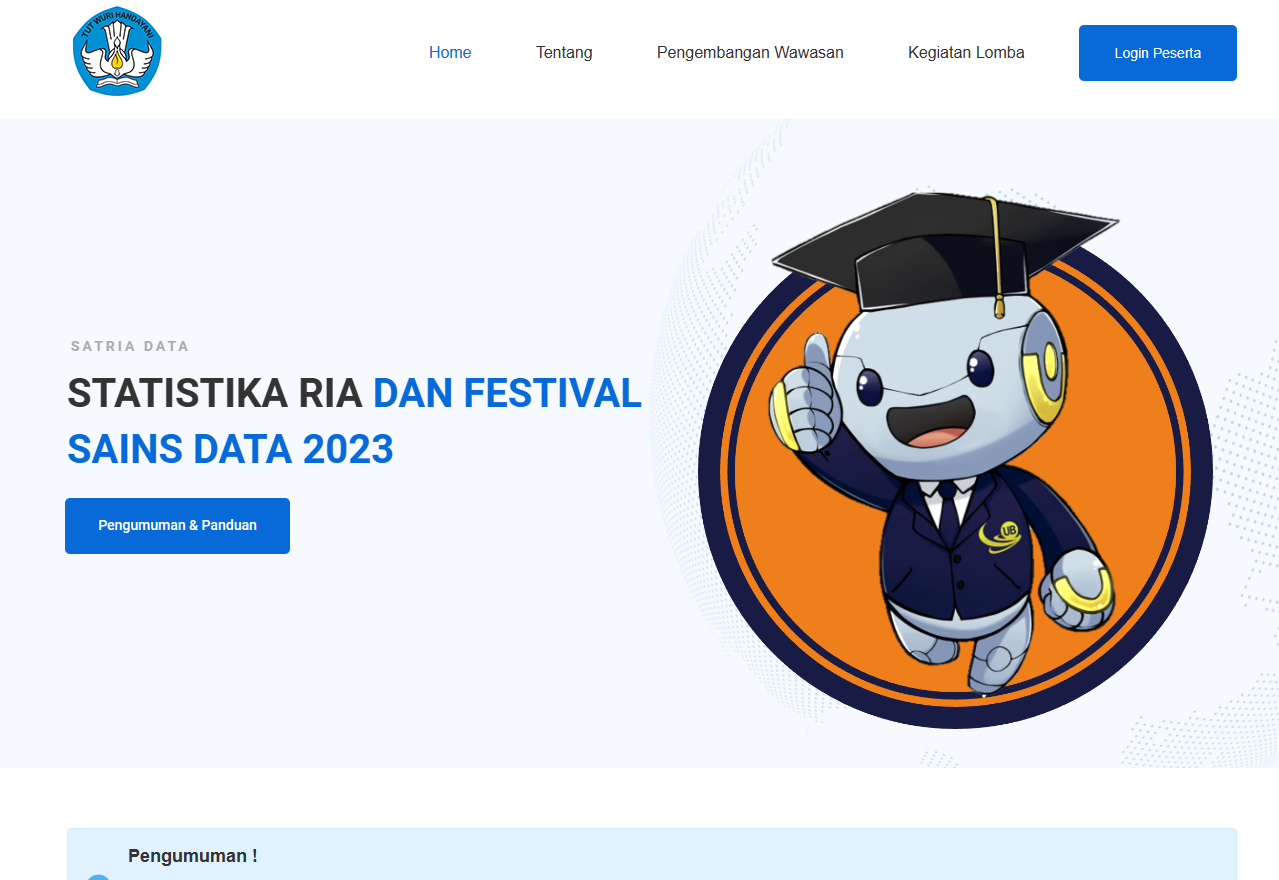 TUT WURI HANDAYANI
Home
Tentang
Pengembangan Wawasan
Kegiatan Lomba
Login Peserta
SATRIA DATA
STATISTIKA RIA DAN FESTIVAL
SAINS DATA 2023
Pengumuman & Panduan
UB
Pengumuman !